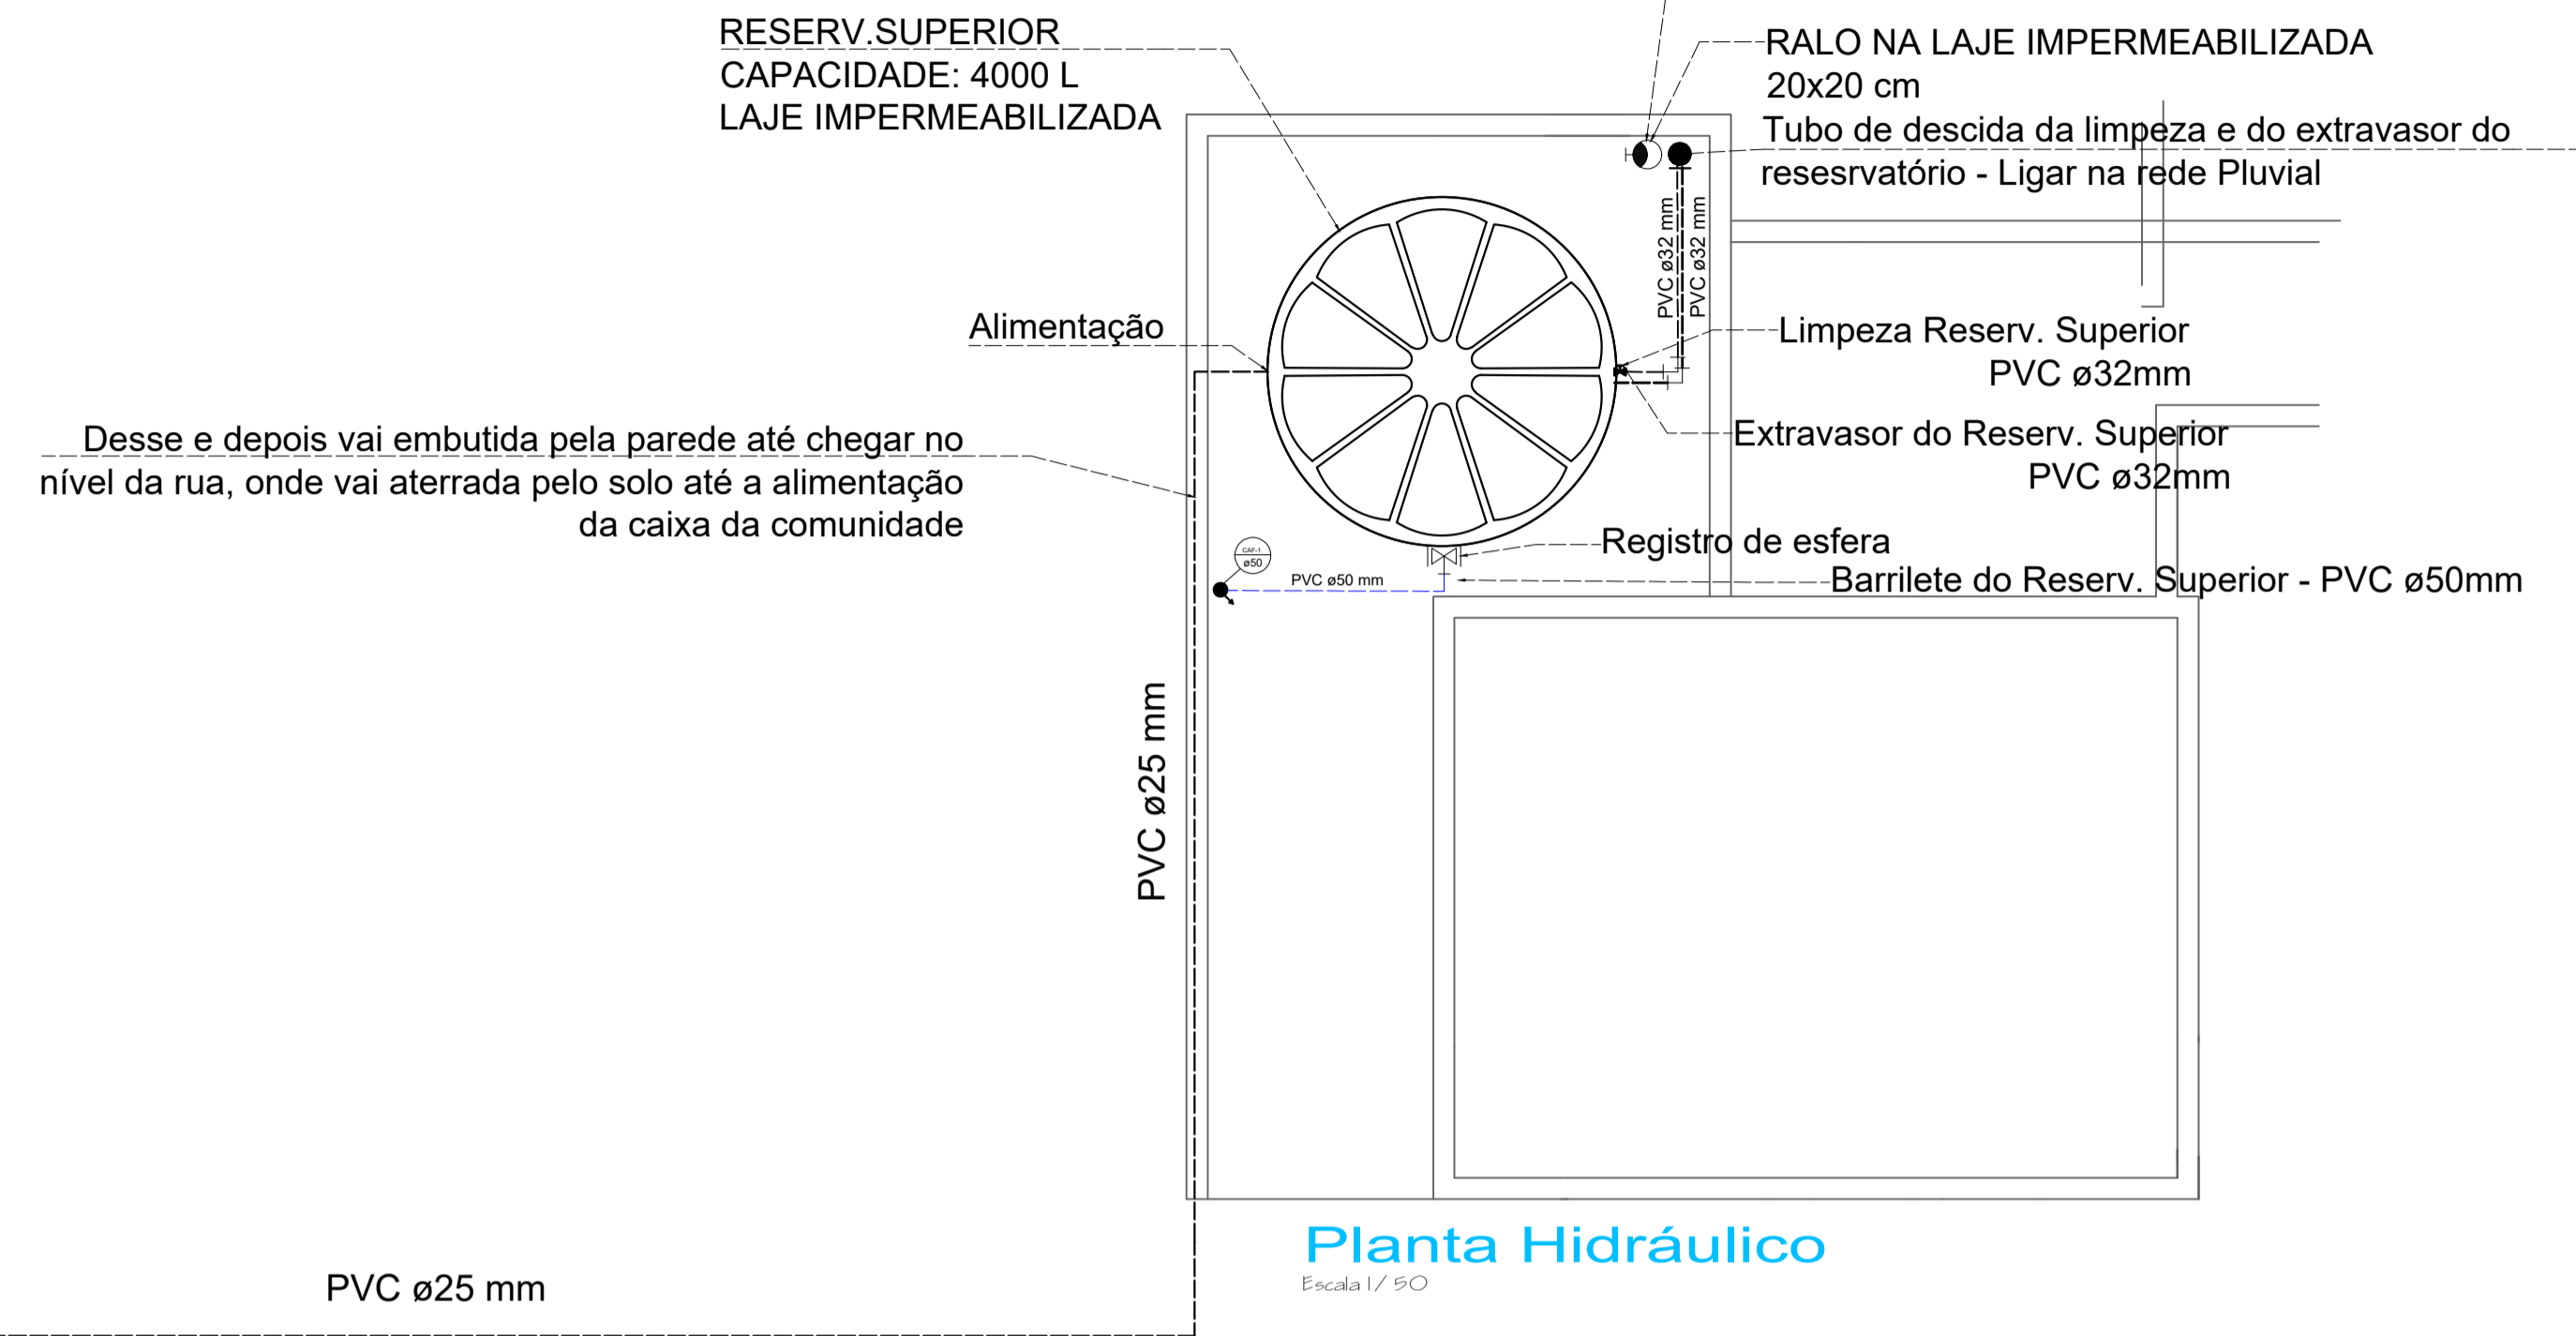 RESERV.SUPERIOR
CAPACIDADE: 4000 L
LAJE IMPERMEABILIZADA
RALO NA LAJE IMPERMEABILIZADA
20x20 cm
Tubo de descida da limpeza e do extravasor do
resesrvatório - Ligar na rede Pluvial
PVC ø32 mm
PVC ø32 mm
Alimentação
Limpeza Reserv. Superior
PVC ø32mm
Desse e depois vai embutida pela parede até chegar no
nível da rua, onde vai aterrada pelo solo até a alimentação
da caixa da comunidade
Extravasor do Reserv. Superior
PVC ø32mm
Registro de esfera
CAF-1
ø50
PVC ø50 mm
Barrilete do Reserv. Superior - PVC ø50mm
PVC ø25 mm
Planta Hidráulico
Escala 1/ 50
PVC ø25 mm